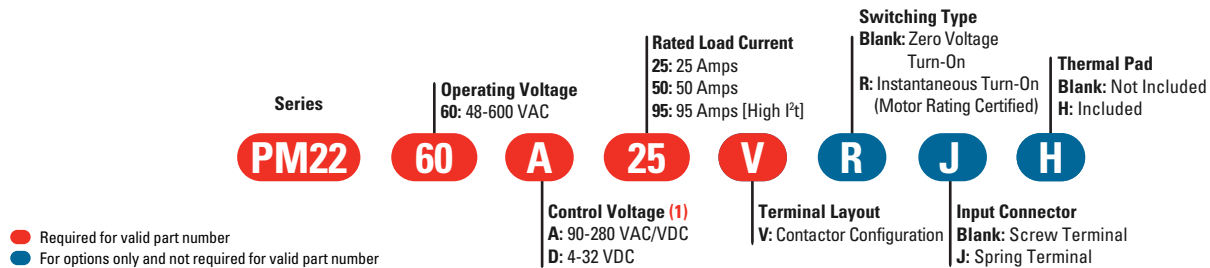 Switching Type
Blank: Zero Voltage
Turn-On
R: Instantaneous Turn-On
(Motor Rating Certified)
Rated Load Current
25: 25 Amps
50: 50 Amps
95: 95 Amps [High I²t]
Thermal Pad
Blank: Not Included
H: Included
Operating Voltage
60: 48-600 VAC
Series
PM22 60 A 25 V R J H
Control Voltage (1)
A: 90-280 VAC/VDC
D: 4-32 VDC
Terminal Layout
V: Contactor Configuration
Input Connector
Blank: Screw Terminal
J: Spring Terminal
Required for valid part number
For options only and not required for valid part number